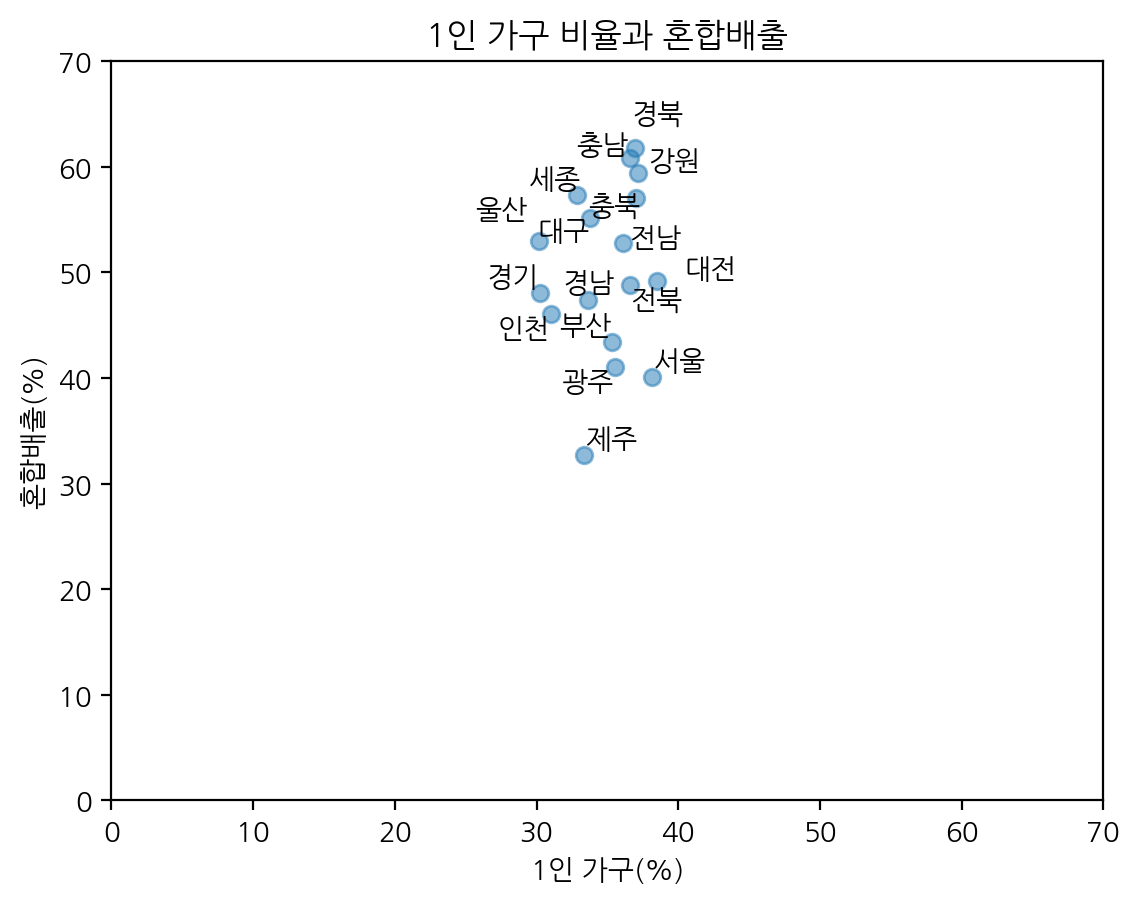 1인 가구 비율과 혼합배출
70
60
50
40
30
20
10
0
혼합배출(%)
경북
충남
강원
세종
충북
울산
대구
전남
경기
경남
대전
전북
인천
부산
서울
광주
제주
0 10 20 30 40 50 60 70
1인 가구(%)